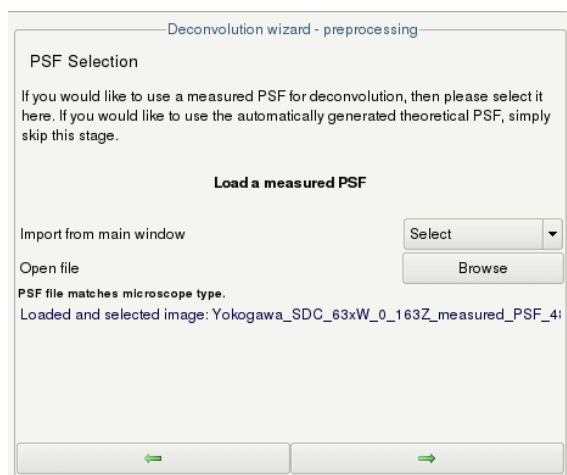 Deconvolution wizard - preprocessing
PSF Selection
If you would like to use a measured PSF for deconvolution, then please select it
here. If you would like to use the automatically generated theoretical PSF, simply
skip this stage.
Load a measured PSF
Import from main window Select
Open file Browse
PSF file matches microscope type.
Loaded and selected image: Yokogawa_SDC_63xW_0_163Z_measured_PSF_48